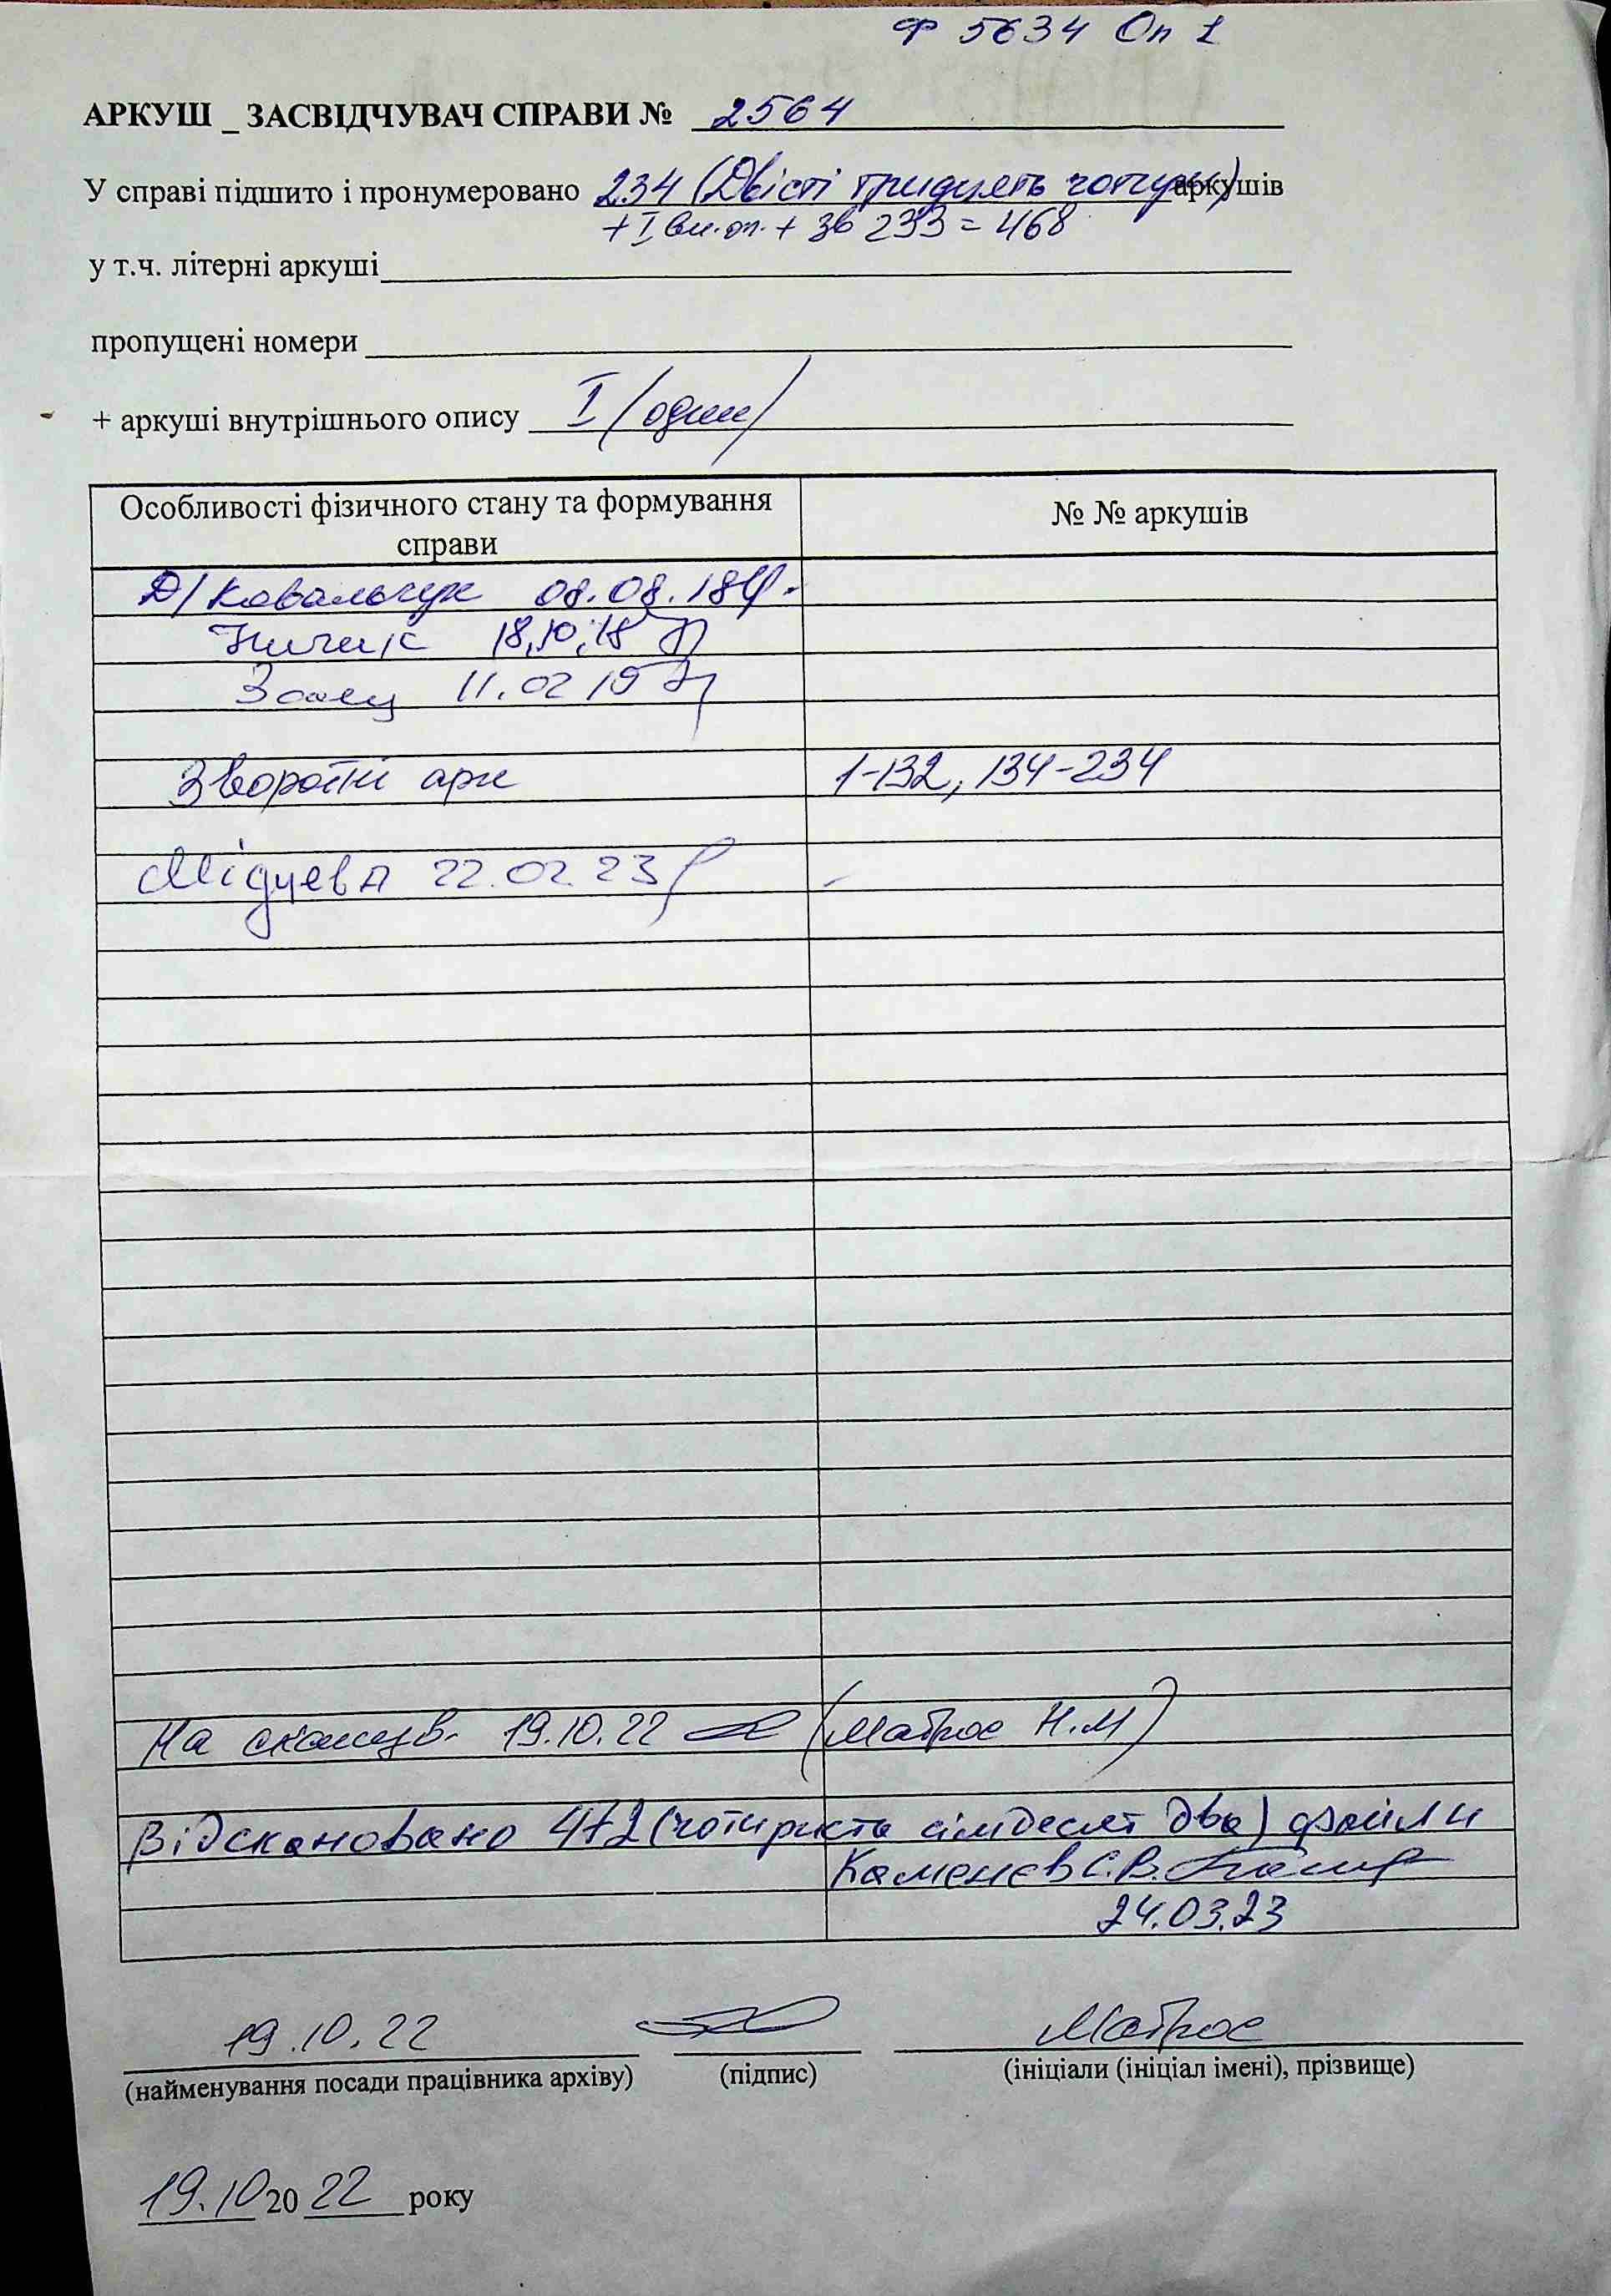 ф 5634 Оп 1
АРКУШ _ ЗАСВІДЧУВАЧ СПРАВИ № 2564
У справі підшито і пронумеровано 234 (Двісті тридцять чотири) аркушів
+ I вн.оп. + зв 233 = 468
у т.ч. літерні аркуші
пропущені номери
+ аркуші внутрішнього опису I (один)
Особливості фізичного стану та формування
справи
№ № аркушів
Ковальчук 08.08.18
18.10.18
11.02 19
Зворотні арк 1-132, 134-234
22.02.23
На сканув. 19.10.22 (Матрос Н.М)
Відскановано 472 (чотириста сімдесят два) файли
Каменєв С.В.
24.03.23
19.10.22 Матрос
(найменування посади працівника архіву) (підпис) (ініціали (ініціал імені), прізвище)
19.10 20 22 року